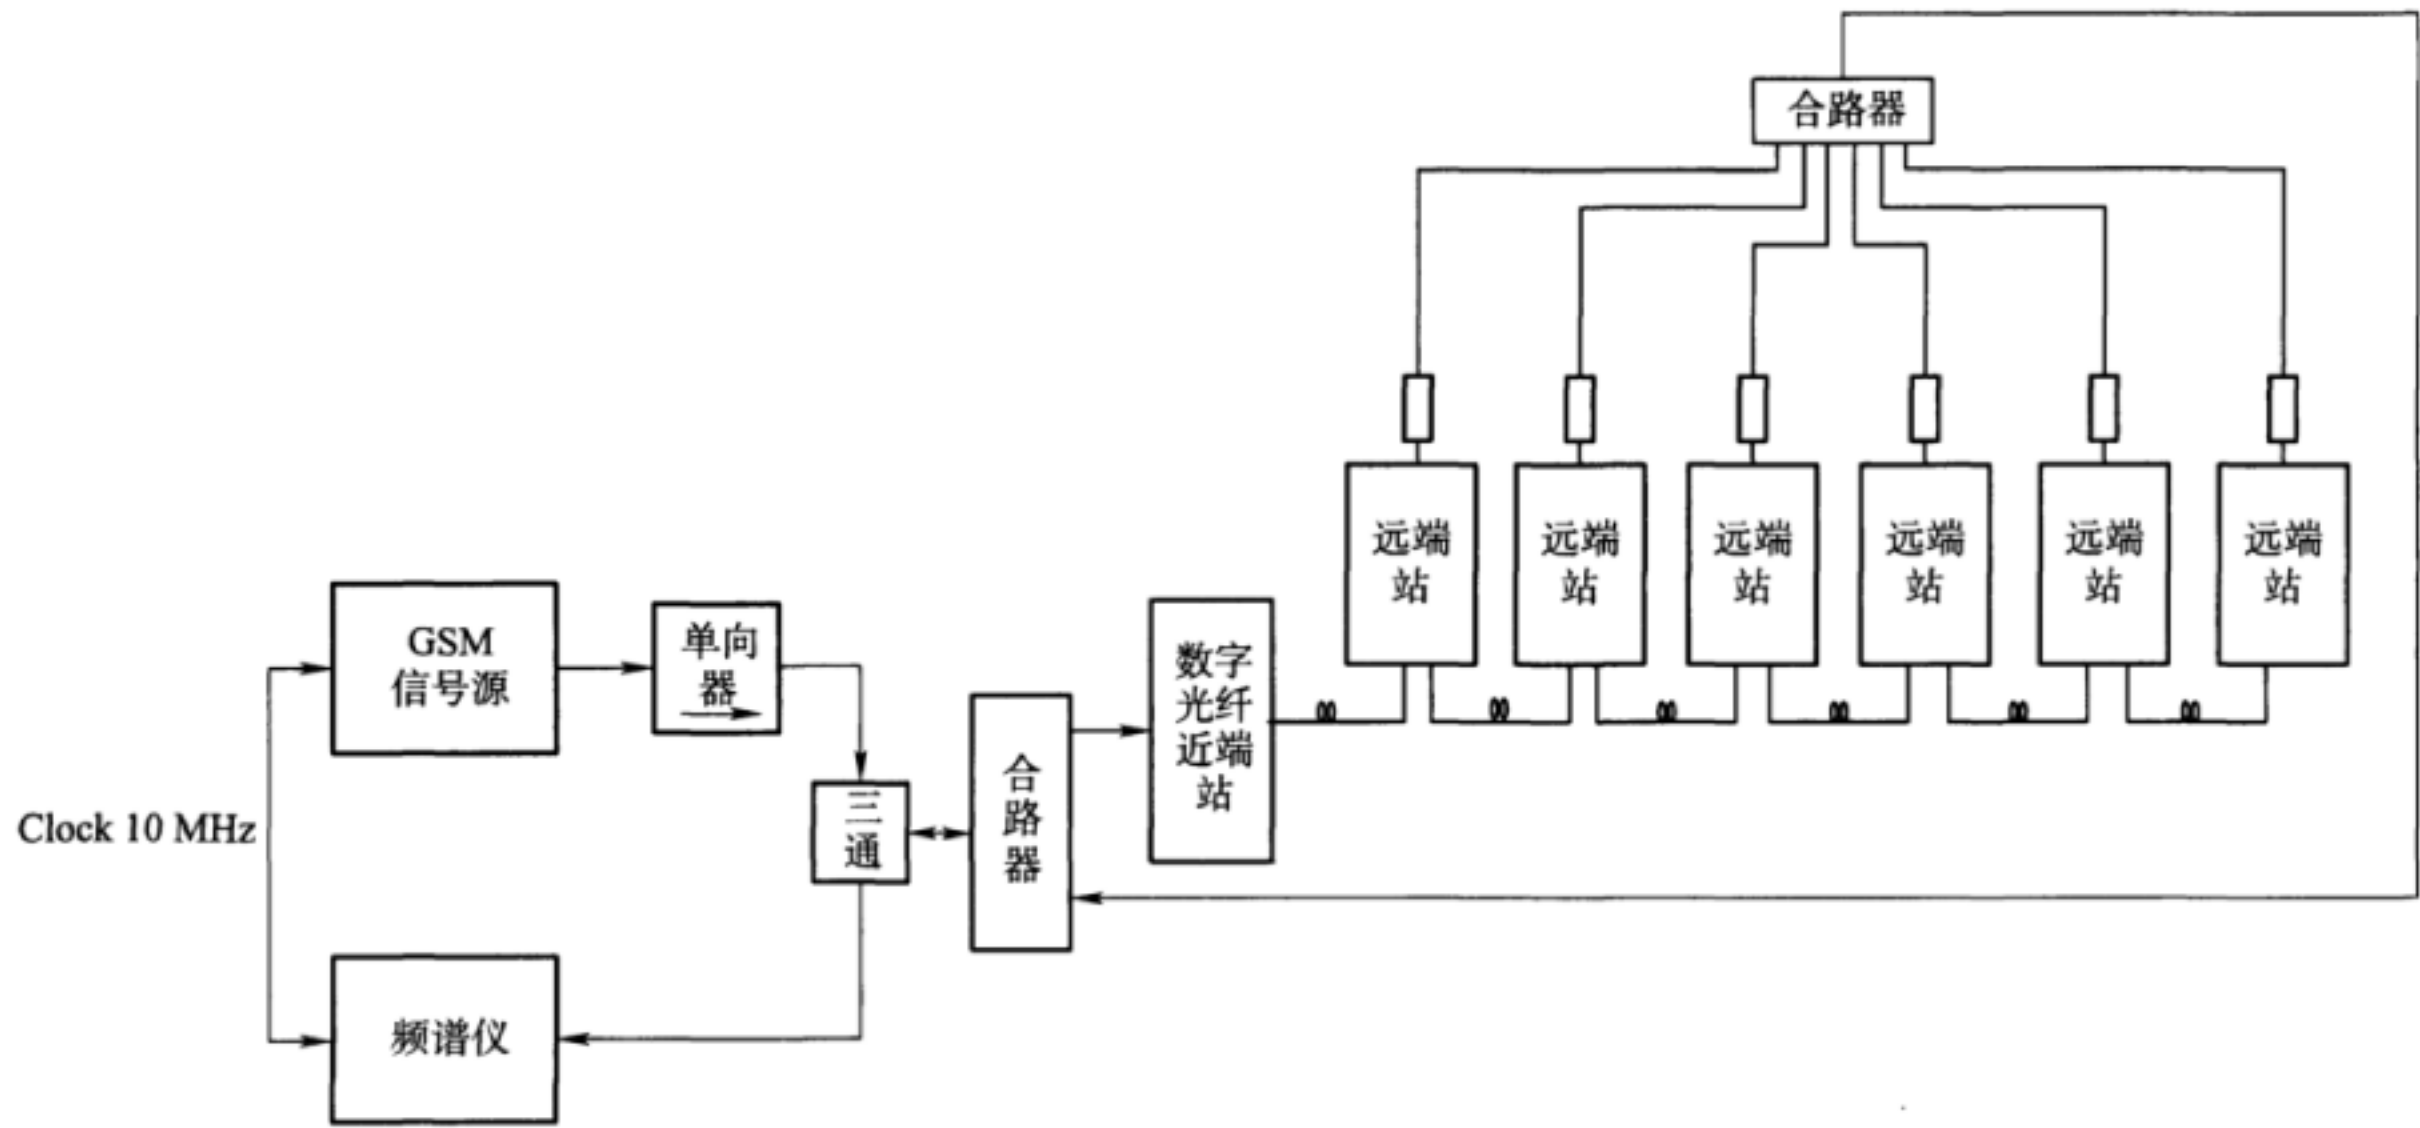 合路器
远端
站
远端
站
远端
站
远端
站
远端
站
远端
站
GSM
信号源
单向
器
数字
光纤
近端
站
合
路
器
三
通
Clock 10 MHz
频谱仪